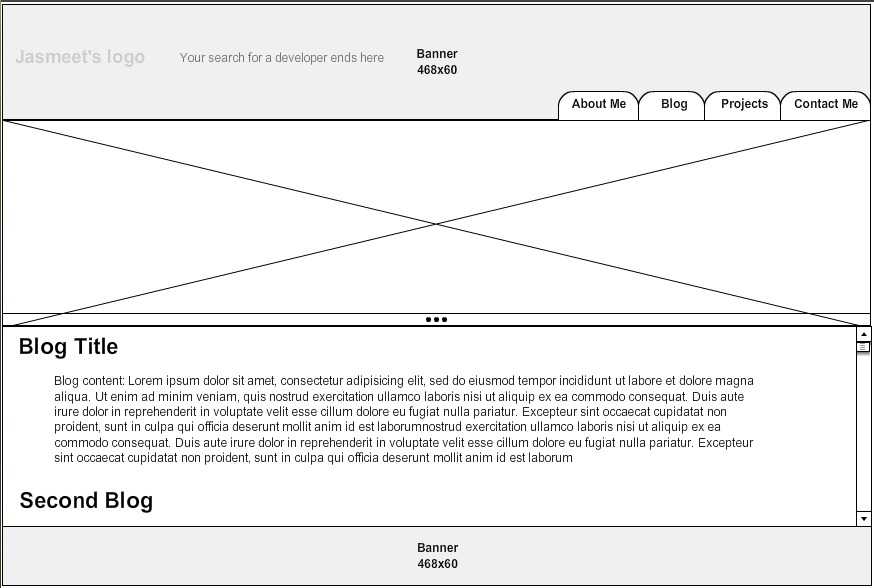 Jasmeet's logo
Your search for a developer ends here
Banner
468x60
About Me
Blog
Projects
Contact Me
Blog Title
Blog content: Lorem ipsum dolor sit amet, consectetur adipisicing elit, sed do eiusmod tempor incididunt ut labore et dolore magna
aliqua. Ut enim ad minim veniam, quis nostrud exercitation ullamco laboris nisi ut aliquip ex ea commodo consequat. Duis aute
irure dolor in reprehenderit in voluptate velit esse cillum dolore eu fugiat nulla pariatur. Excepteur sint occaecat cupidatat non
proident, sunt in culpa qui officia deserunt mollit anim id est laborumnostrud exercitation ullamco laboris nisi ut aliquip ex ea
commodo consequat. Duis aute irure dolor in reprehenderit in voluptate velit esse cillum dolore eu fugiat nulla pariatur. Excepteur
sint occaecat cupidatat non proident, sunt in culpa qui officia deserunt mollit anim id est laborum
Second Blog
Banner
468x60